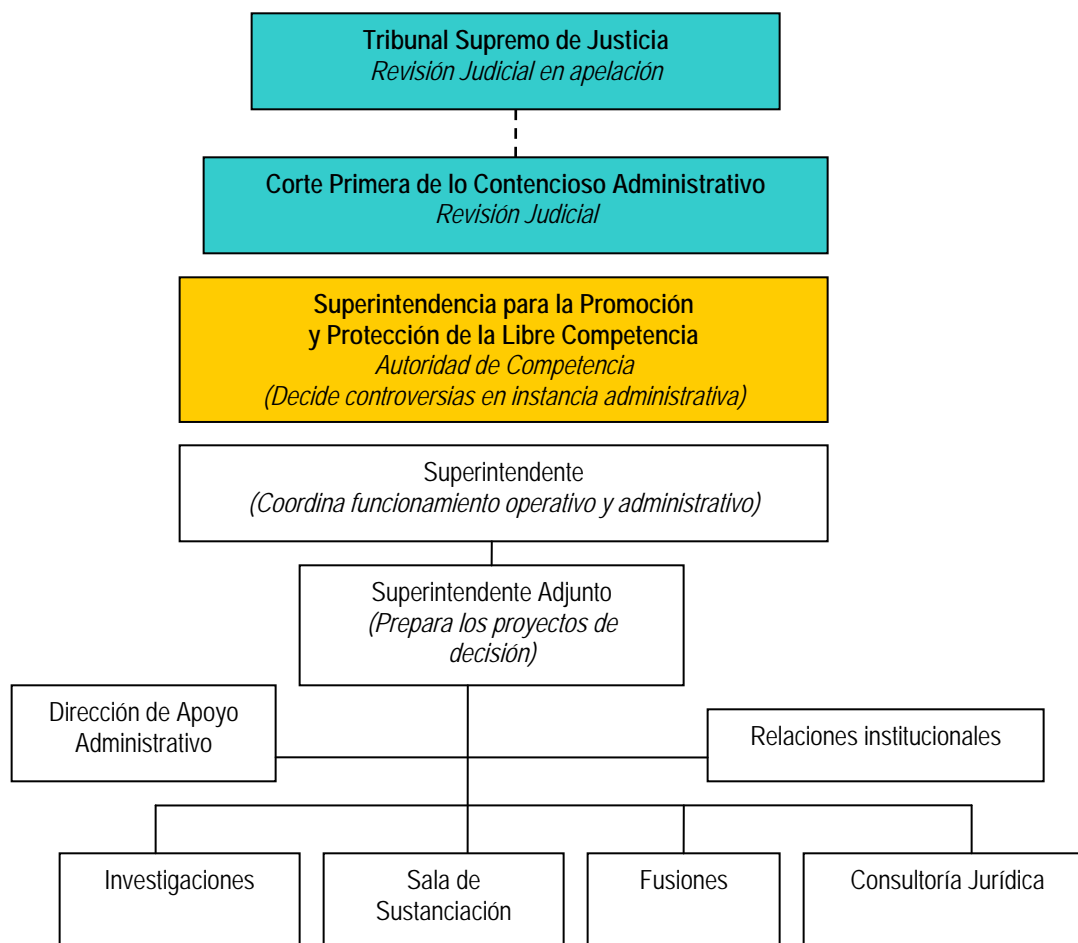 Tribunal Supremo de Justicia
Revisión Judicial en apelación
Corte Primera de lo Contencioso Administrativo
Revisión Judicial
Superintendencia para la Promoción
y Protección de la Libre Competencia
Autoridad de Competencia
(Decide controversias en instancia administrativa)
Superintendente
(Coordina funcionamiento operativo y administrativo)
Superintendente Adjunto
(Prepara los proyectos de
decisión)
Dirección de Apoyo
Administrativo
Relaciones institucionales
Investigaciones
Sala de
Sustanciación
Fusiones
Consultoría Jurídica